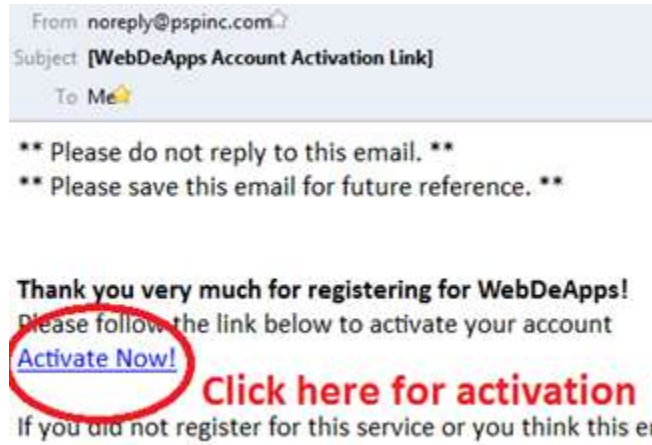 From noreply@pspinc.com
Subject [WebDeApps Account Activation Link]
To Me
** Please do not reply to this email. **
** Please save this email for future reference. **
Thank you very much for registering for WebDeApps!
Please follow the link below to activate your account
Activate Now!
Click here for activation
If you did not register for this service or you think this